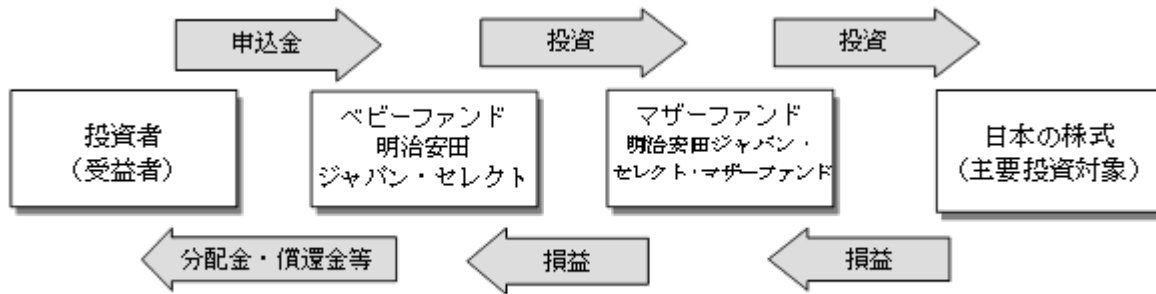 申込金
投資
投資
投資者
(受益者)
ベビーファンド
明治安田
ジャパン・セレクト
マザーファンド
明治安田ジャパン・
セレクト・マザーファンド
日本の株式
(主要投資対象)
分配金・償還金等
損益
損益